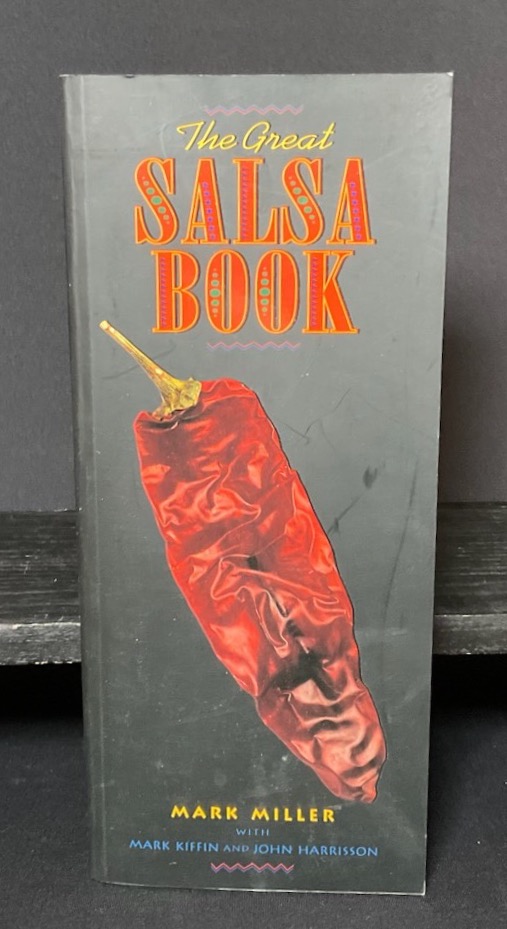 The Great
SALSA
BOOK
MARK MILLER
WITH
MARK KIFFIN AND JOHN HARRISSON